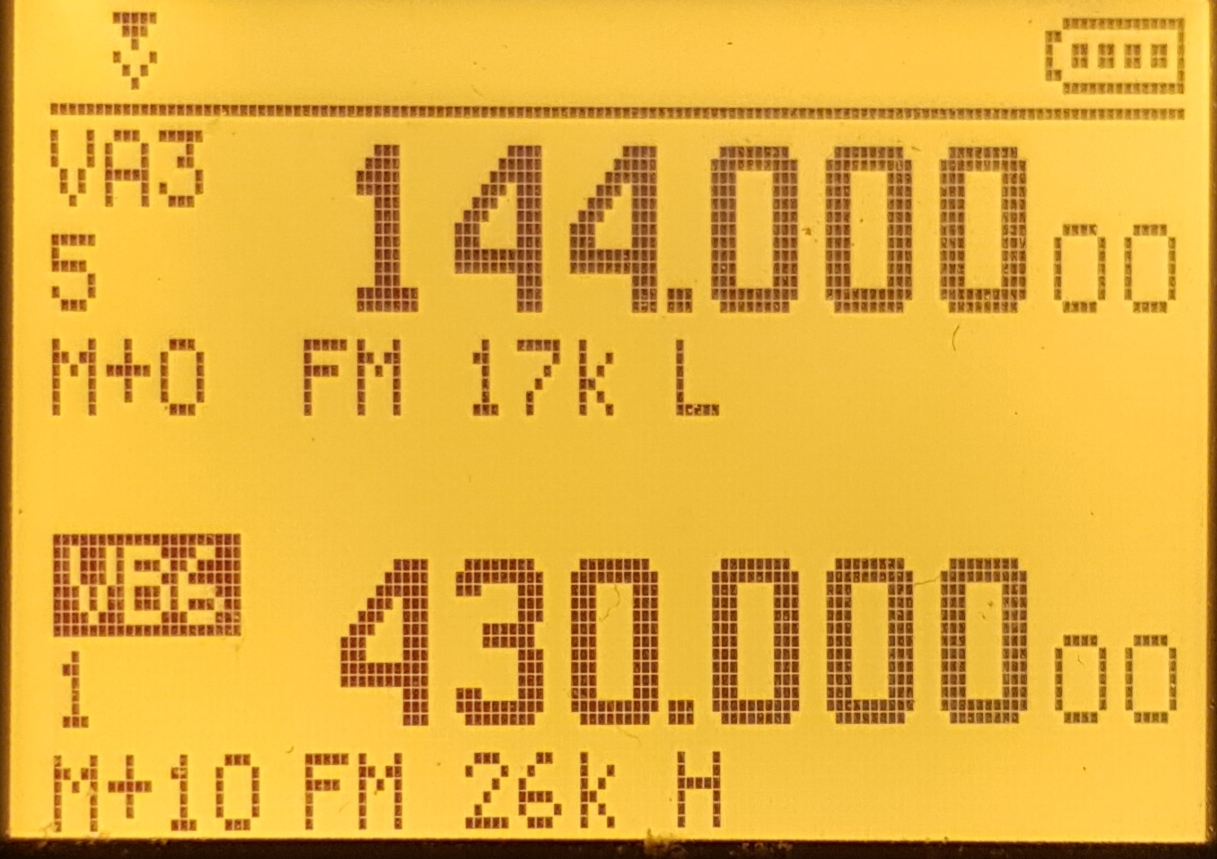 VA3 144.00000
5
M+0 FM 17k L
VB3 430.00000
1
M+10 FM 26k H